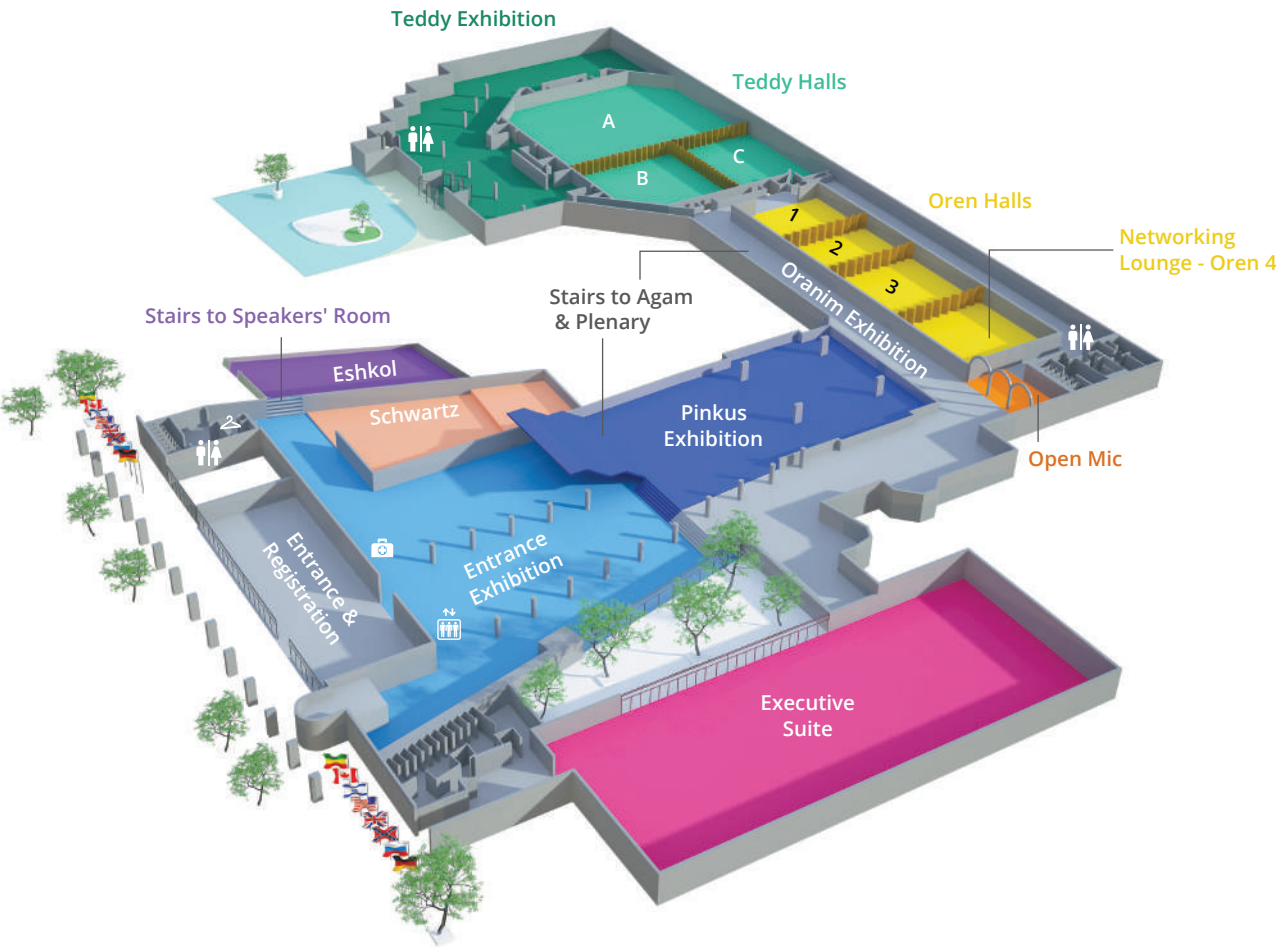 Teddy Exhibition
Teddy Halls
A
C
B
Oren Halls
1
2
3
Networking
Lounge - Oren 4
Oranim Exhibition
Stairs to Agam
& Plenary
Stairs to Speakers' Room
Eshkol
Schwartz
Pinkus
Exhibition
Open Mic
Entrance &
Registration
Entrance
Exhibition
Executive
Suite